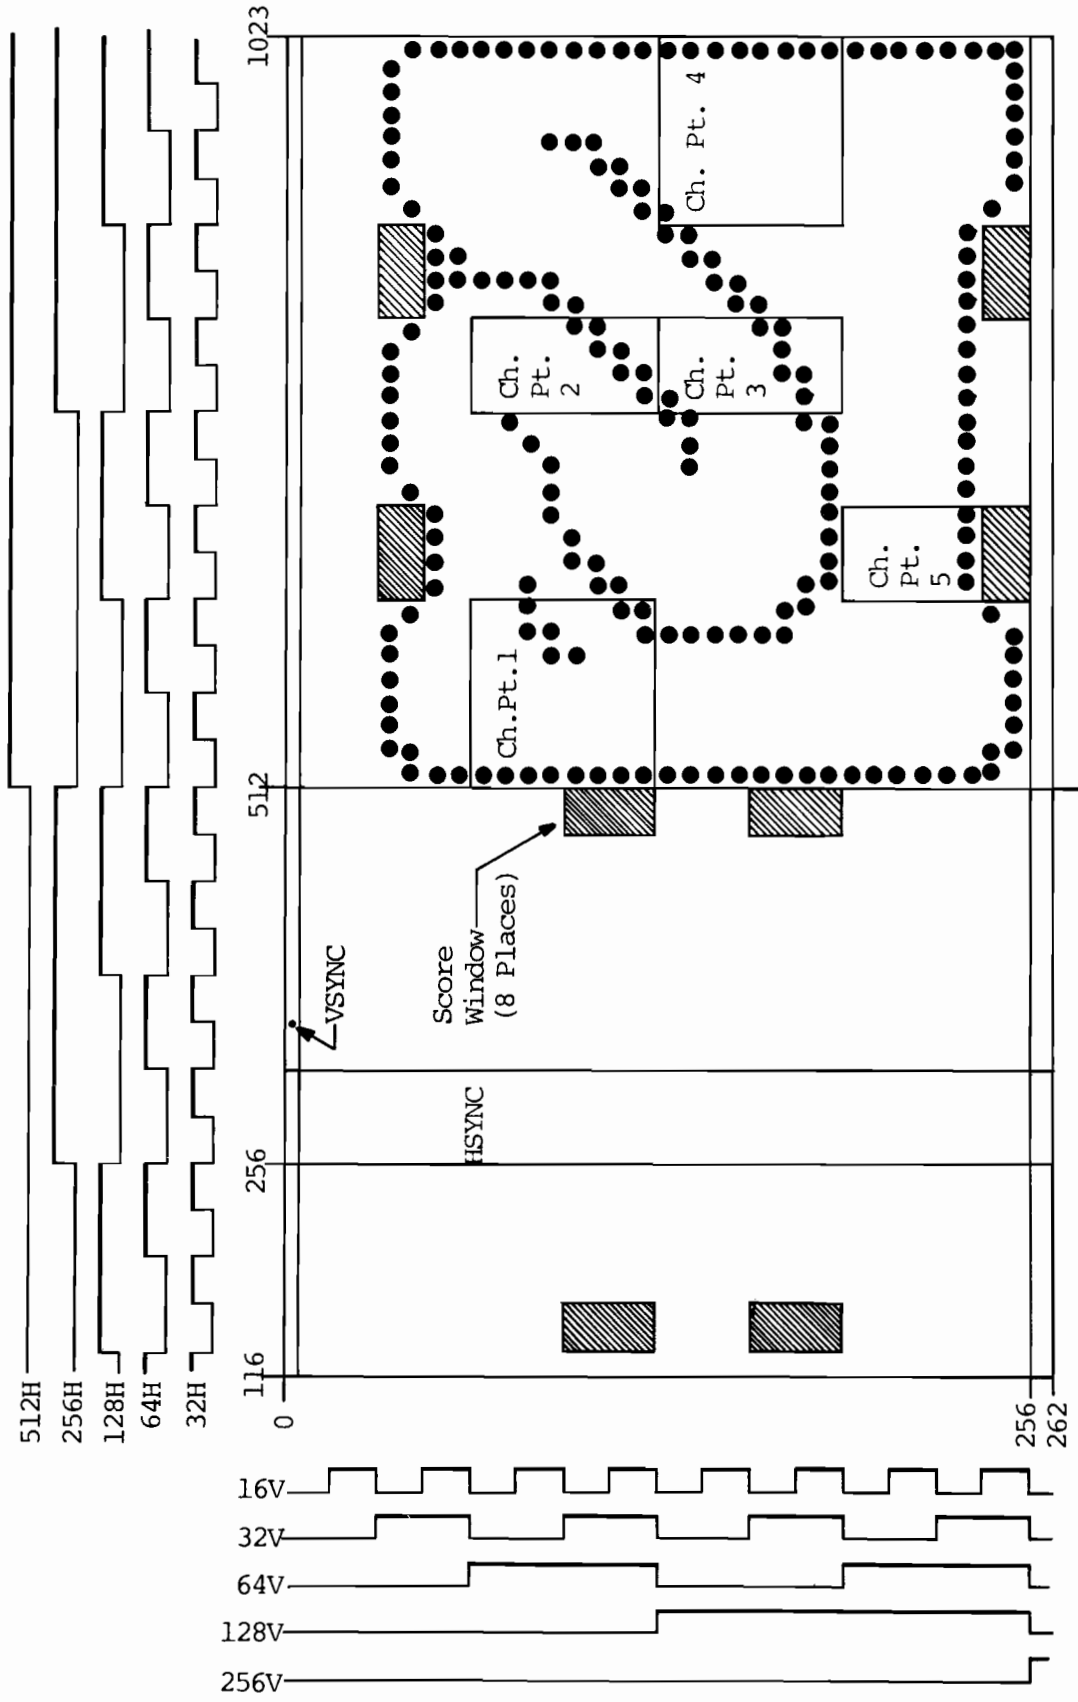 512H
256H
128H
64H
32H
116
256
512
1023
0
256
262
VSYNC
HSYNC
Score
Window
(8 Places)
Ch.Pt.1
Ch.
Pt.
2
Ch.
Pt.
3
Ch. Pt. 4
Ch.
Pt.
5
16V
32V
64V
128V
256V